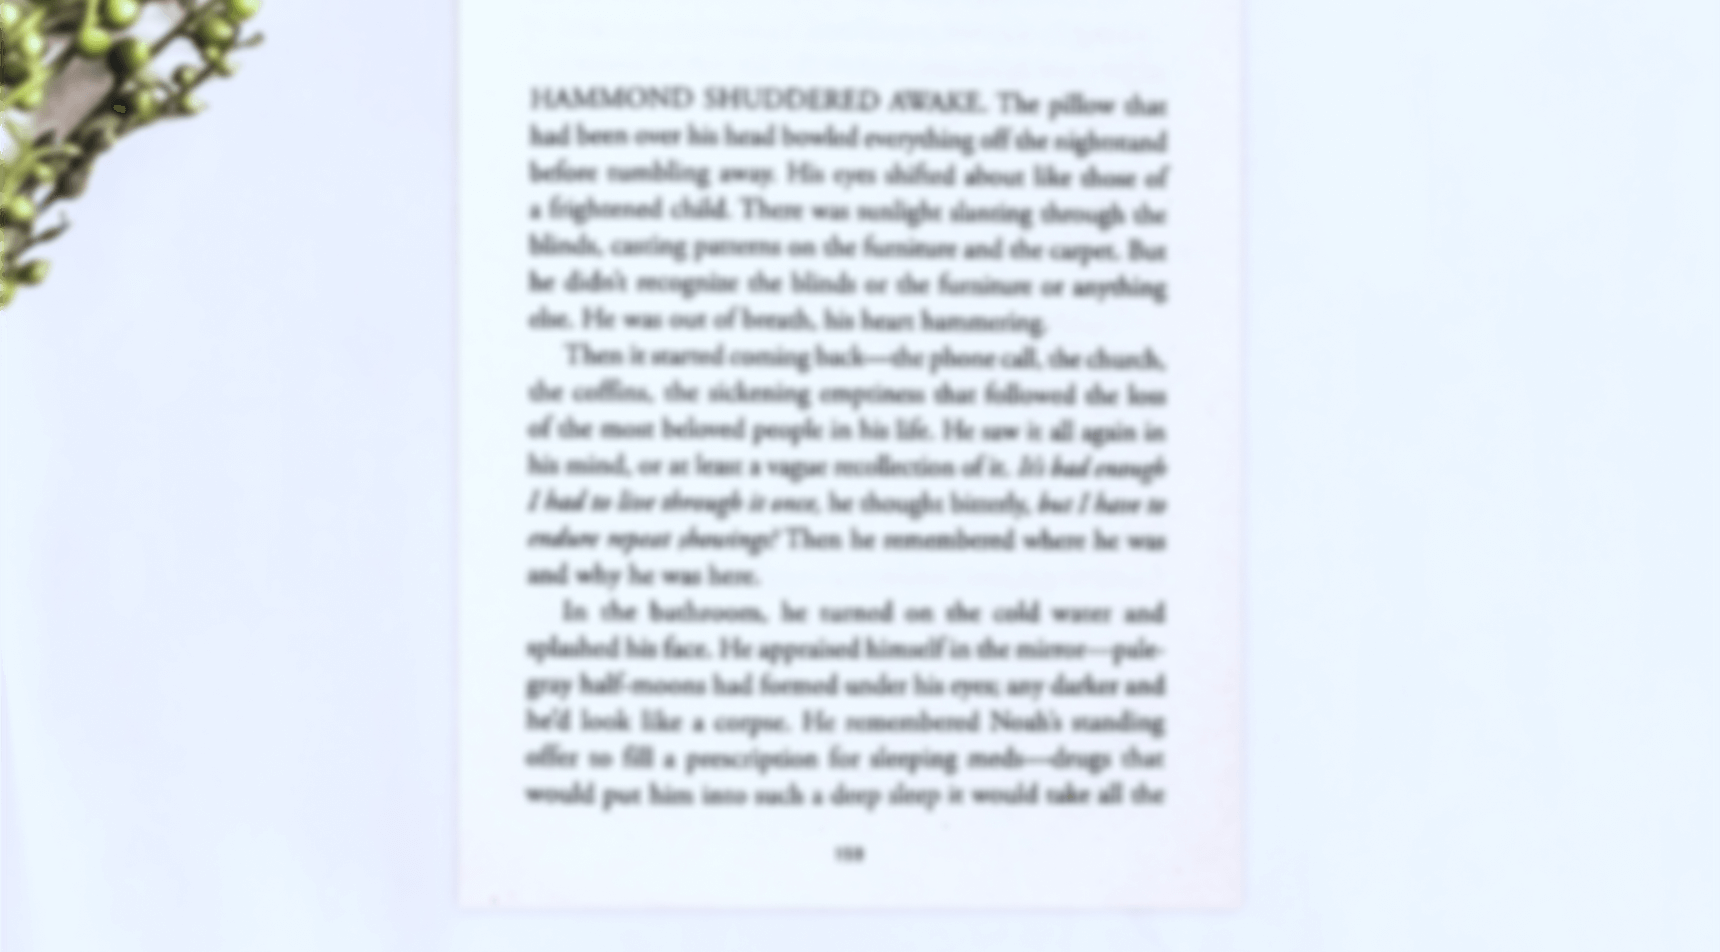 HAMMOND SHUDDERED AWAKE. The pillow that
had been over his head bowled everything off the nightstand
before tumbling away. His eyes shifted about like those of
a frightened child. There was sunlight slanting through the
blinds, casting patterns on the furniture and the carpet. But
he didn't recognize the blinds or the furniture or anything
else. He was out of breath, his heart hammering.
Then it started coming back—the phone call, the church,
the coffins, the sickening emptiness that followed the loss
of the most beloved people in his life. He saw it all again in
his mind, or at least a vague recollection of it. It's bad enough
I had to live through it once, he thought bitterly, but I have to
endure repeat showings? Then he remembered where he was
and why he was here.
In the bathroom, he turned on the cold water and
splashed his face. He appraised himself in the mirror—pale-
gray half-moons had formed under his eyes; any darker and
he'd look like a corpse. He remembered Noah's standing
offer to fill a prescription for sleeping meds—drugs that
would put him into such a deep sleep it would take all the
158